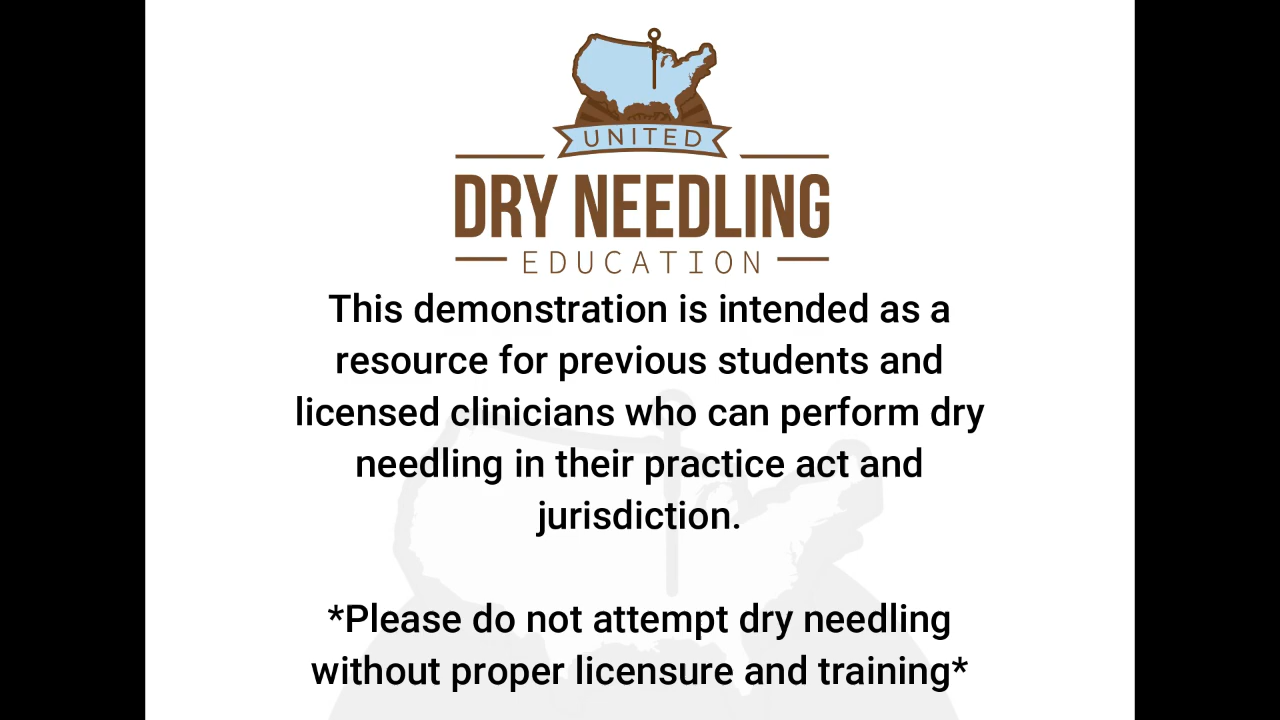 UNITED
DRY NEEDLING
EDUCATION
This demonstration is intended as a
resource for previous students and
licensed clinicians who can perform dry
needling in their practice act and
jurisdiction.
*Please do not attempt dry needling
without proper licensure and training*